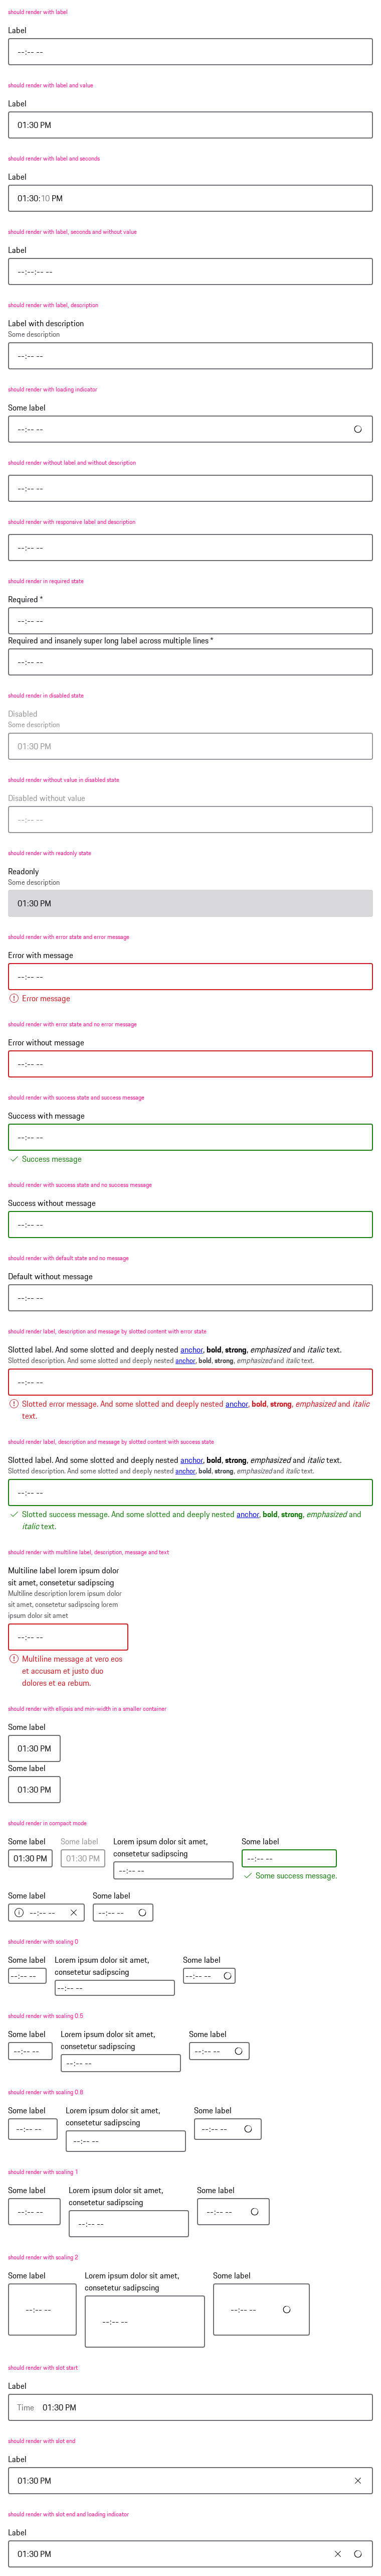 should render with label
Label
--:-- --
should render with label and value
Label
01:30 PM
should render with label and seconds
Label
01:30:10 PM
should render with label, seconds and without value
Label
--:--:-- --
should render with label, description
Label with description
Some description
--:-- --
should render with loading indicator
Some label
--:-- --
should render without label and without description
--:-- --
should render with responsive label and description
--:-- --
should render in required state
Required *
--:-- --
Required and insanely super long label across multiple lines *
--:-- --
should render in disabled state
Disabled
Some description
01:30 PM
should render without value in disabled state
Disabled without value
--:-- --
should render with readonly state
Readonly
Some description
01:30 PM
should render with error state and error message
Error with message
--:-- --
Error message
should render with error state and no error message
Error without message
--:-- --
should render with success state and success message
Success with message
--:-- --
Success message
should render with success state and no success message
Success without message
--:-- --
should render with default state and no message
Default without message
--:-- --
should render label, description and message by slotted content with error state
Slotted label. And some slotted and deeply nested anchor, bold, strong, emphasized and italic text.
Slotted description. And some slotted and deeply nested anchor, bold, strong, emphasized and italic text.
--:-- --
Slotted error message. And some slotted and deeply nested anchor, bold, strong, emphasized and italic
text.
should render label, description and message by slotted content with success state
Slotted label. And some slotted and deeply nested anchor, bold, strong, emphasized and italic text.
Slotted description. And some slotted and deeply nested anchor, bold, strong, emphasized and italic text.
--:-- --
Slotted success message. And some slotted and deeply nested anchor, bold, strong, emphasized and
italic text.
should render with multiline label, description, message and text
Multiline label lorem ipsum dolor
sit amet, consetetur sadipscing
Multiline description lorem ipsum dolor
sit amet, consetetur sadipscing lorem
ipsum dolor sit amet
--:-- --
Multiline message at vero eos
et accusam et justo duo
dolores et ea rebum.
should render with ellipsis and min-width in a smaller container
Some label
01:30 PM
Some label
01:30 PM
should render in compact mode
Some label Some label Lorem ipsum dolor sit amet, Some label
consetetur sadipscing
01:30 PM 01:30 PM --:-- -- --:-- --
Some success message.
Some label Some label
--:-- -- --:-- --
should render with scaling 0
Some label Lorem ipsum dolor sit amet, Some label
consetetur sadipscing
--:-- -- --:-- -- --:-- --
should render with scaling 0.5
Some label Lorem ipsum dolor sit amet, Some label
consetetur sadipscing
--:-- -- --:-- -- --:-- --
should render with scaling 0.8
Some label Lorem ipsum dolor sit amet, Some label
consetetur sadipscing
--:-- -- --:-- -- --:-- --
should render with scaling 1
Some label Lorem ipsum dolor sit amet, Some label
consetetur sadipscing
--:-- -- --:-- -- --:-- --
should render with scaling 2
Some label Lorem ipsum dolor sit amet, Some label
consetetur sadipscing
--:-- -- --:-- -- --:-- --
should render with slot start
Label
Time 01:30 PM
should render with slot end
Label
01:30 PM
should render with slot end and loading indicator
Label
01:30 PM